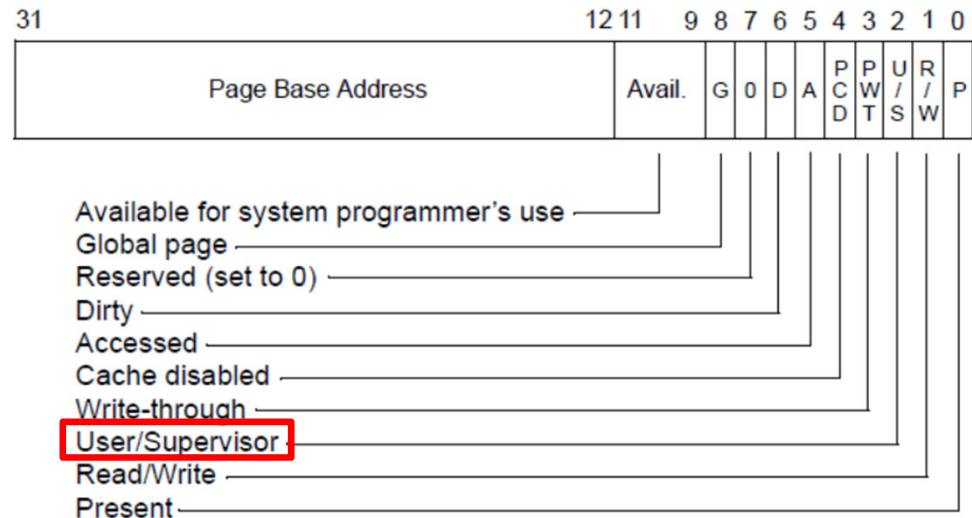 31 12 11 9 8 7 6 5 4 3 2 1 0
Page Base Address Avail. G 0 D A PCD PWT U/S R/W P
Available for system programmer's use
Global page
Reserved (set to 0)
Dirty
Accessed
Cache disabled
Write-through
User/Supervisor
Read/Write
Present